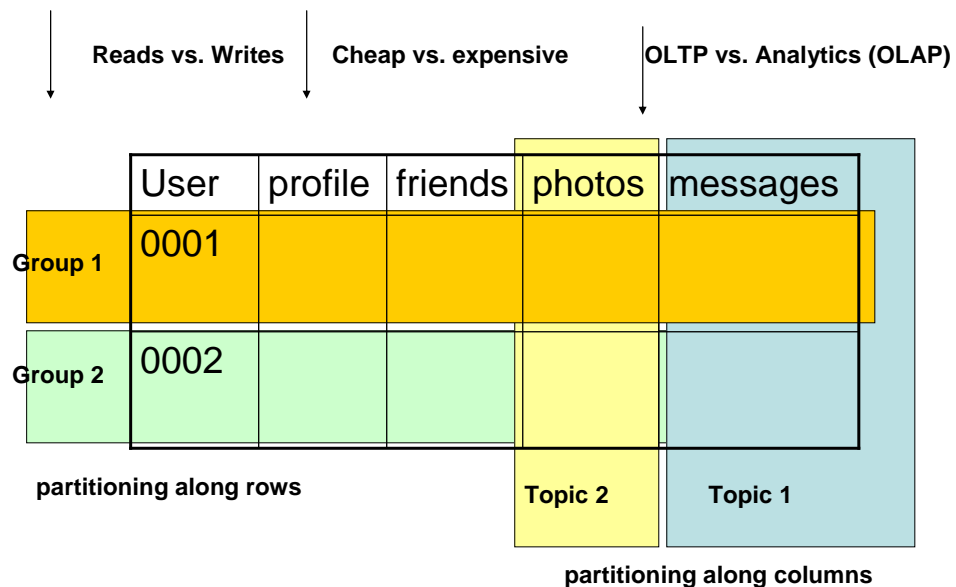 Reads vs. Writes Cheap vs. expensive OLTP vs. Analytics (OLAP)
User profile friends photos messages
0001
Group 1
0002
Group 2
partitioning along rows
Topic 2 Topic 1
partitioning along columns